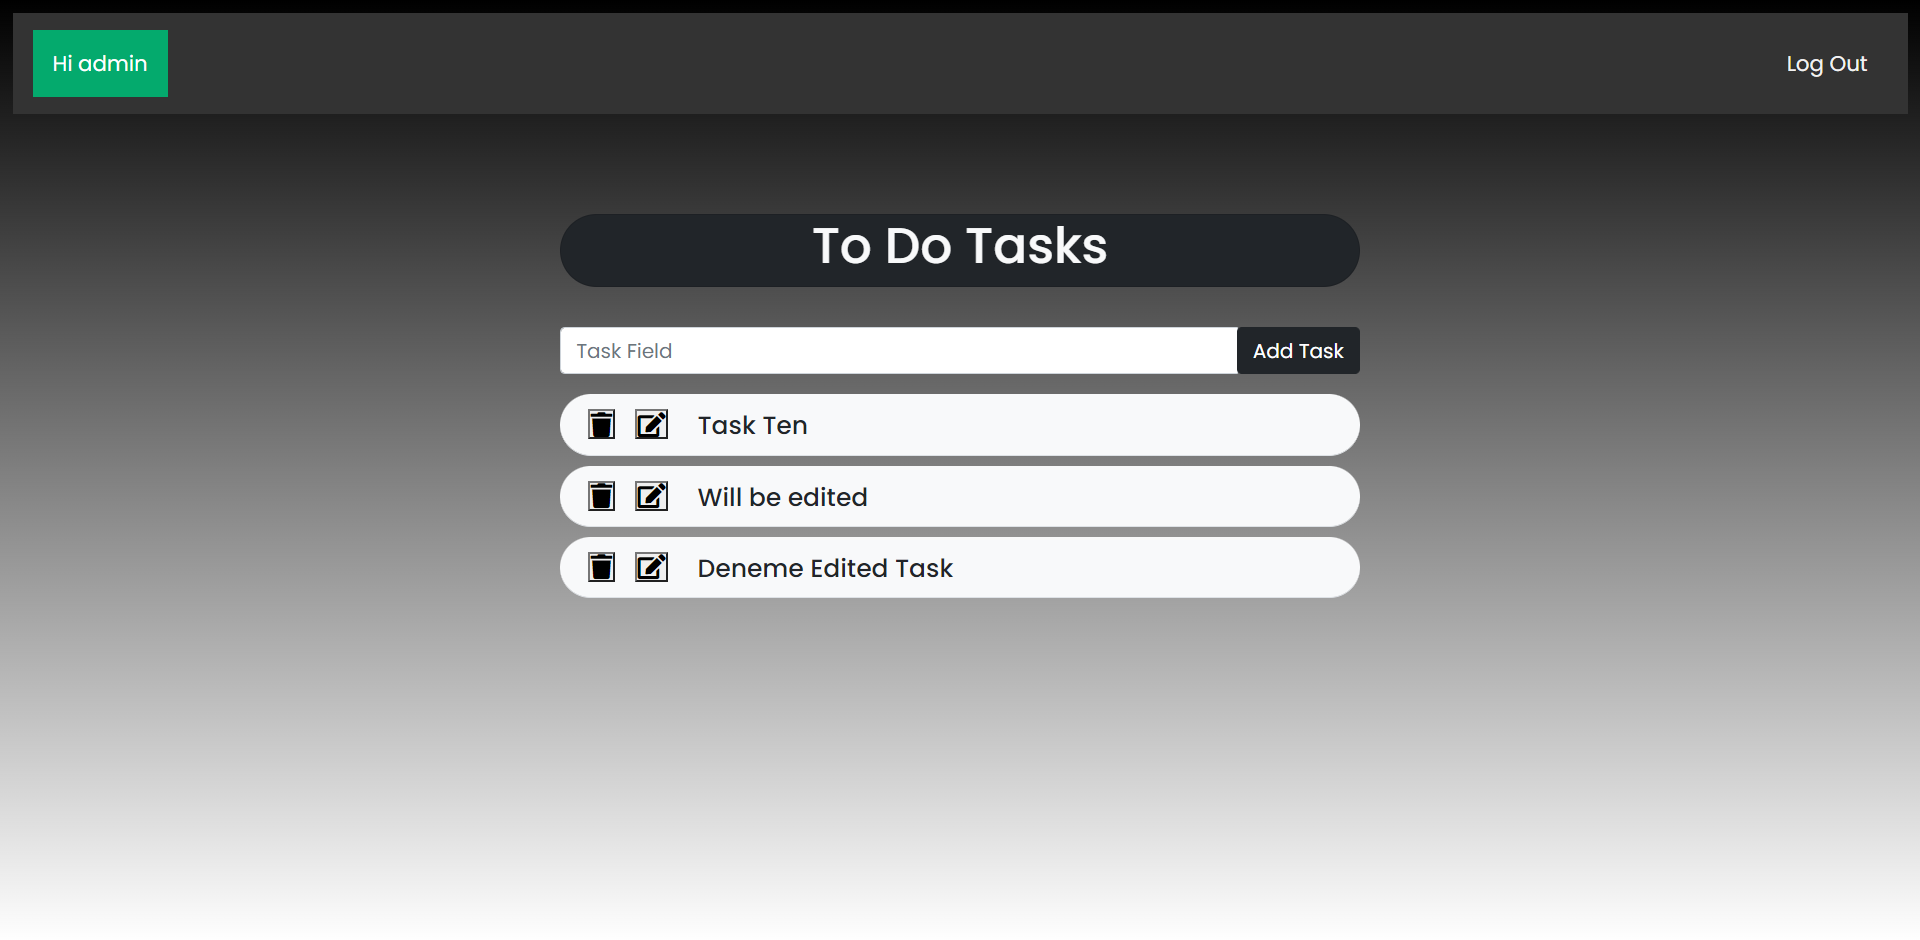 Hi admin
Log Out
To Do Tasks
Task Field
Add Task
Task Ten
Will be edited
Deneme Edited Task